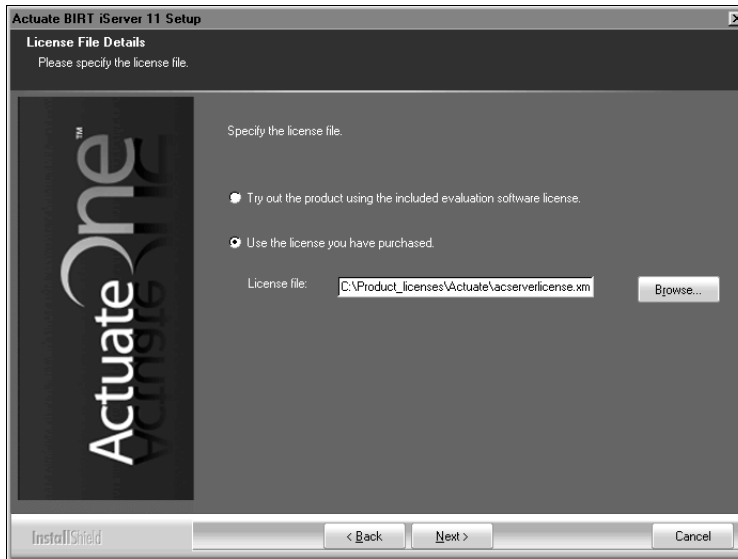 Actuate BIRT iServer 11 Setup
License File Details
Please specify the license file.
ActuateOne™
Specify the license file.
Try out the product using the included evaluation software license.
Use the license you have purchased.
License file:
C:\Product_licenses\Actuate\acserverlicense.xm
Browse...
InstallShield
< Back
Next >
Cancel